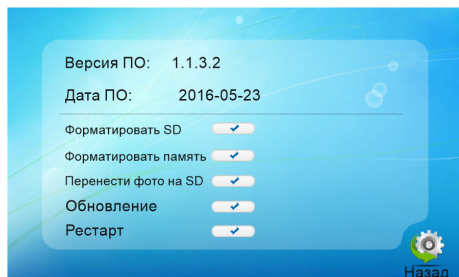 Версия ПО: 1.1.3.2
Дата ПО: 2016-05-23
Форматировать SD
Форматировать память
Перенести фото на SD
Обновление
Рестарт
Назад